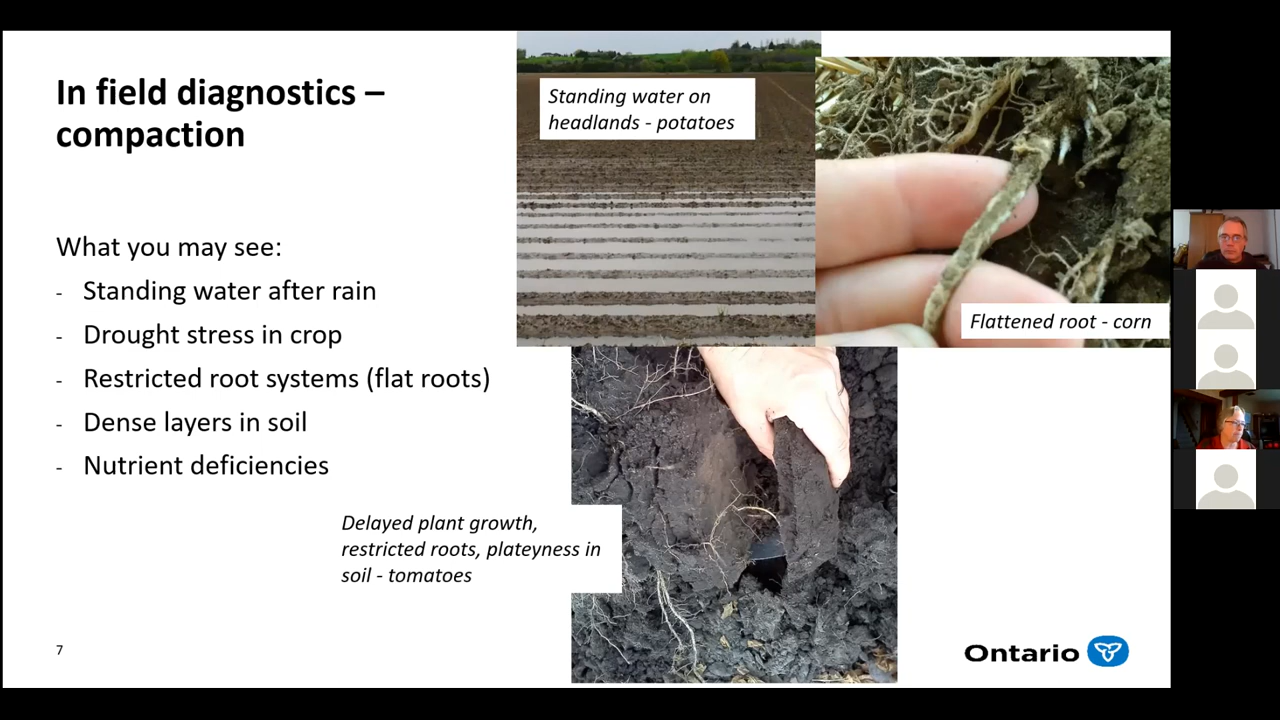 In field diagnostics –
compaction
What you may see:
- Standing water after rain
- Drought stress in crop
- Restricted root systems (flat roots)
- Dense layers in soil
- Nutrient deficiencies
Standing water on
headlands - potatoes
Flattened root - corn
Delayed plant growth,
restricted roots, plateyness in
soil - tomatoes
7
Ontario